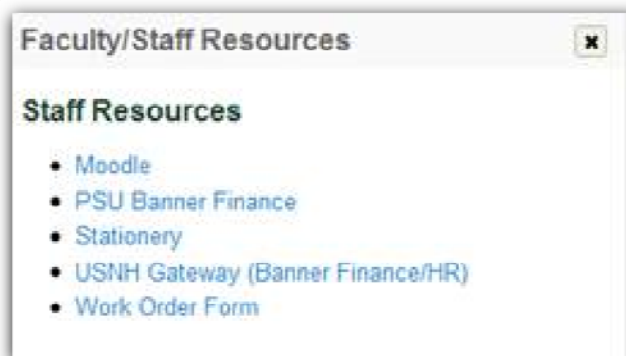 Faculty/Staff Resources
Staff Resources
Moodle
PSU Banner Finance
Stationery
USNH Gateway (Banner Finance/HR)
Work Order Form